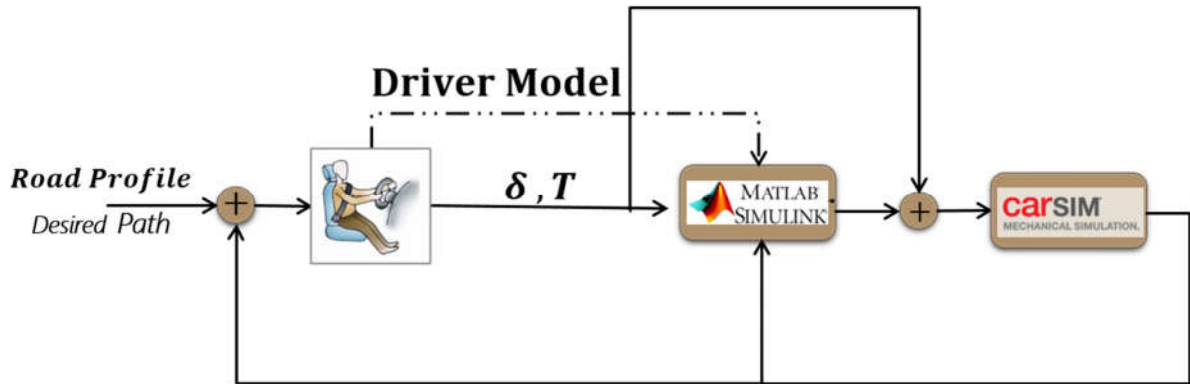 Driver Model
Road Profile
Desired Path
+
δ , T
MATLAB
SIMULINK
+
carSIM
MECHANICAL SIMULATION.